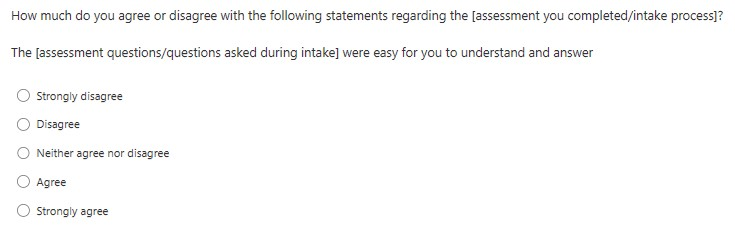 How much do you agree or disagree with the following statements regarding the [assessment you completed/intake process]?
The [assessment questions/questions asked during intake] were easy for you to understand and answer
Strongly disagree
Disagree
Neither agree nor disagree
Agree
Strongly agree